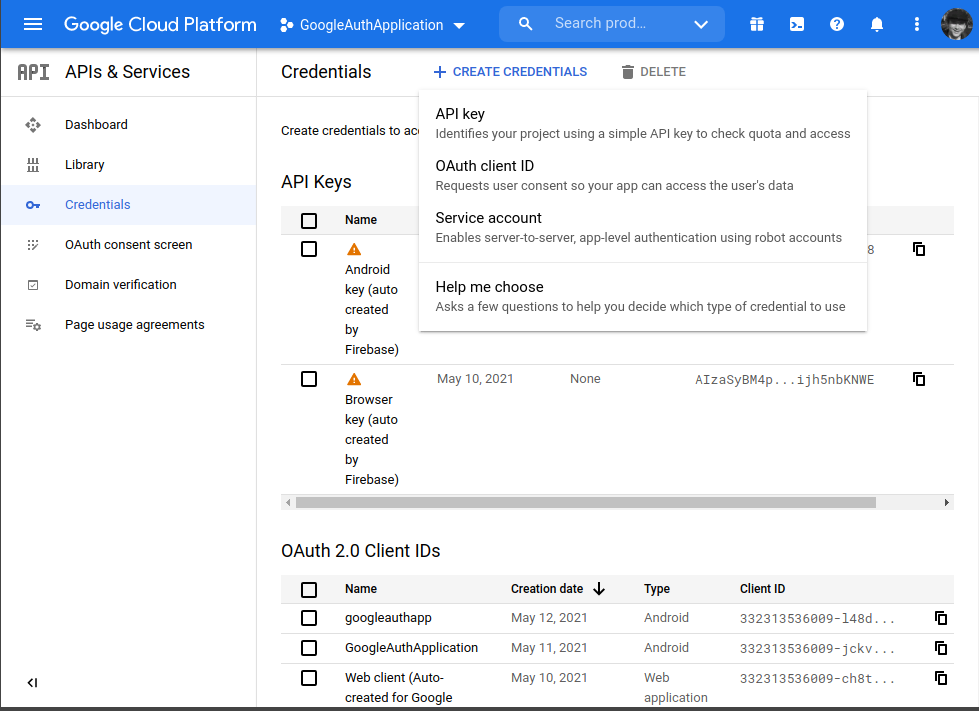 Google Cloud Platform
GoogleAuthApplication
Search prod...
API
APIs & Services
Credentials
CREATE CREDENTIALS
DELETE
Dashboard
Library
Credentials
OAuth consent screen
Domain verification
Page usage agreements
Create credentials to
API key
Identifies your project using a simple API key to check quota and access
OAuth client ID
Requests user consent so your app can access the user's data
Service account
Enables server-to-server, app-level authentication using robot accounts
Help me choose
Asks a few questions to help you decide which type of credential to use
API Keys
Name
Android
key (auto
created
by
Firebase)
8
Browser
key (auto
created
by
Firebase)
May 10, 2021
None
AIzaSyBM4p...ijh5nbKNWE
OAuth 2.0 Client IDs
Name Creation date Type Client ID
googleauthapp May 12, 2021 Android 332313536009-l48d...
GoogleAuthApplication May 11, 2021 Android 332313536009-jckv...
Web client (Auto- May 10, 2021 Web 332313536009-ch8t...
created for Google application